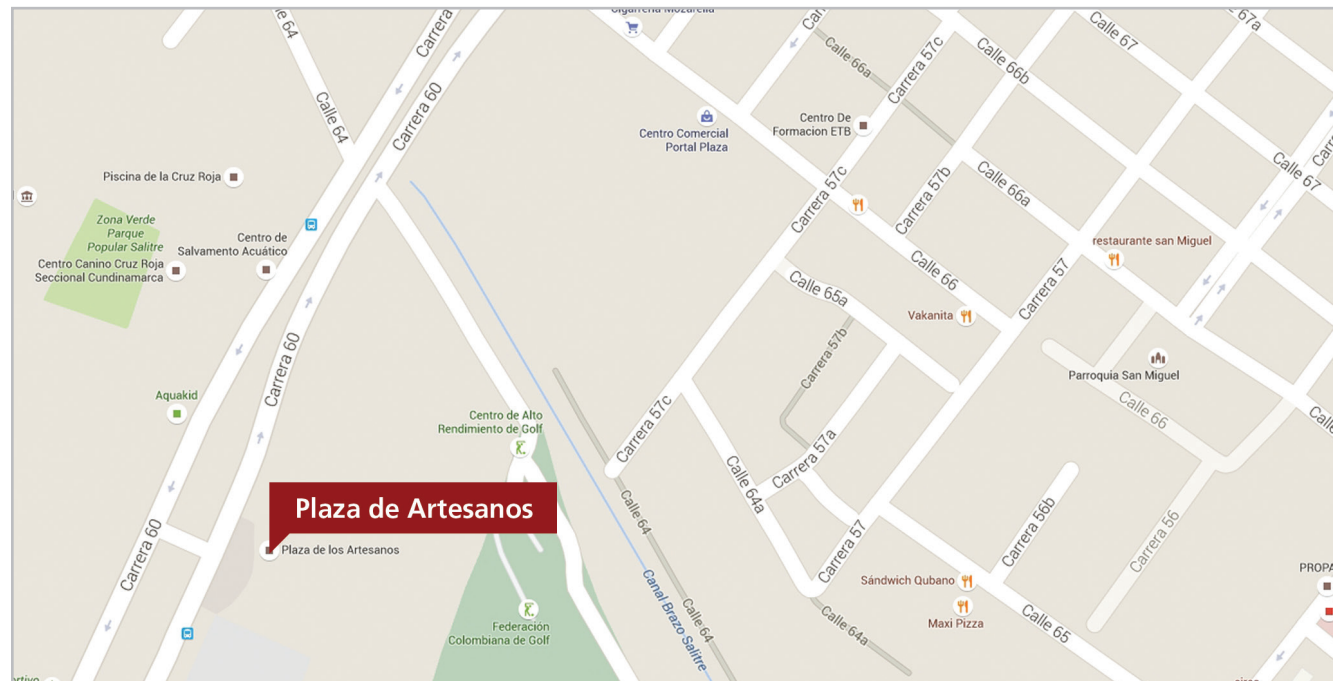 Cigarreria Mozarella
Calle 64
Carrera
Carrera 60
Calle 64
Calle 67a
Calle 67
Calle 66b
Calle 66a
Carrera 57c
Centro Comercial
Portal Plaza
Centro De
Formacion ETB
Piscina de la Cruz Roja
Carrera 57c
Carrera 57b
Calle 66a
Calle 67
Zona Verde
Parque
Popular Salitre
Centro de
Salvamento Acuático
Centro Canino Cruz Roja
Seccional Cundinamarca
restaurante san Miguel
Calle 66
Carrera 57
Calle 65a
Vakanita
Carrera 60
Carrera 57b
Parroquia San Miguel
Aquakid
Centro de Alto
Rendimiento de Golf
Carrera 57c
Calle 66
Calle
Carrera 57a
Calle 64a
Plaza de Artesanos
Plaza de los Artesanos
Calle 64
Carrera 60
Carrera 57
Carrera 56b
Carrera 56
Sándwich Qubano
Maxi Pizza
PROPA
Canal Brazo Salitre
Calle 64
Calle 64a
Calle 65
Federación
Colombiana de Golf